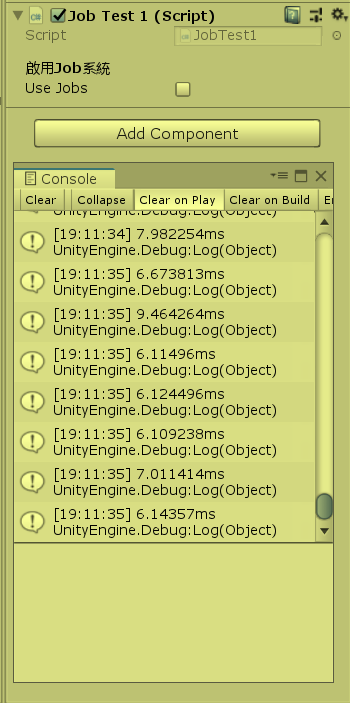 Job Test 1 (Script)
Script
JobTest1
啟用Job系統
Use Jobs
Add Component
Console
Clear
Collapse
Clear on Play
Clear on Build
UnityEngine.Debug:Log(Object)
[19:11:34] 7.982254ms
UnityEngine.Debug:Log(Object)
[19:11:35] 6.673813ms
UnityEngine.Debug:Log(Object)
[19:11:35] 9.464264ms
UnityEngine.Debug:Log(Object)
[19:11:35] 6.11496ms
UnityEngine.Debug:Log(Object)
[19:11:35] 6.124496ms
UnityEngine.Debug:Log(Object)
[19:11:35] 6.109238ms
UnityEngine.Debug:Log(Object)
[19:11:35] 7.011414ms
UnityEngine.Debug:Log(Object)
[19:11:35] 6.14357ms
UnityEngine.Debug:Log(Object)